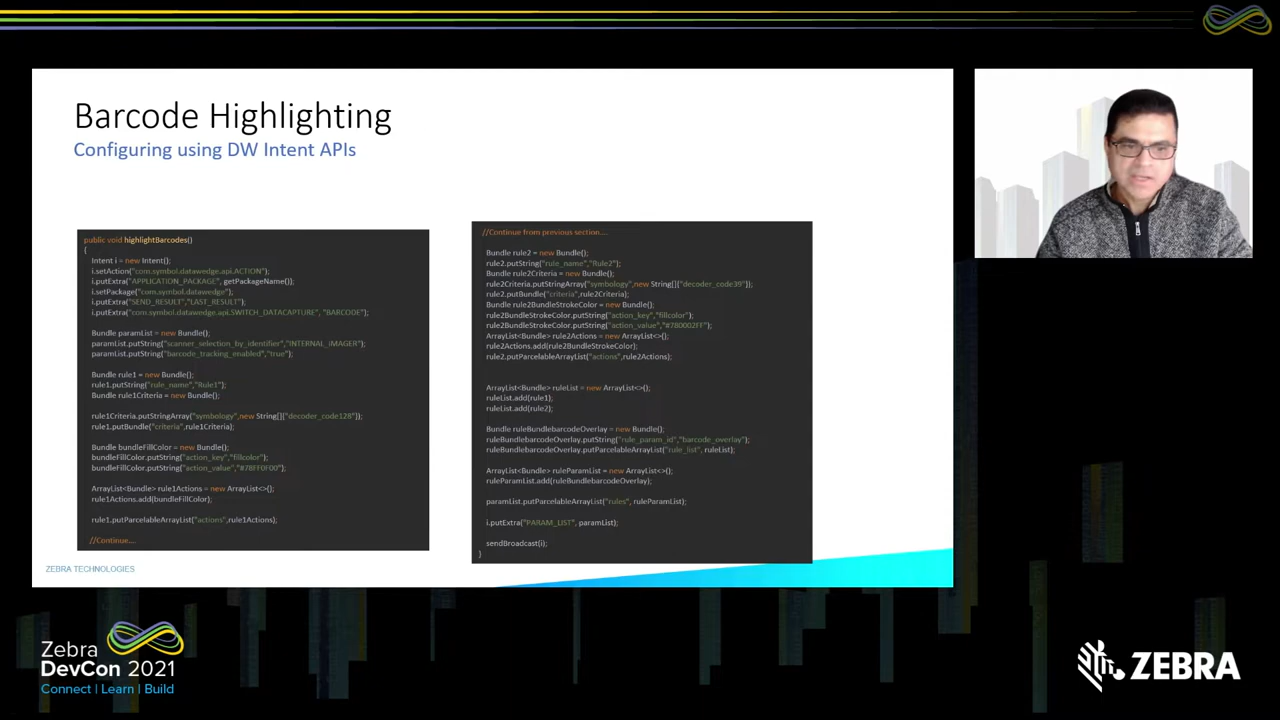 Barcode Highlighting
Configuring using DW Intent APIs
public void highlightBarcodes()
{
Intent i = new Intent();
i.setAction("com.symbol.datawedge.api.ACTION");
i.putExtra("APPLICATION_PACKAGE", getPackageName());
i.setPackage("com.symbol.datawedge");
i.putExtra("SEND_RESULT","LAST_RESULT");
i.putExtra("com.symbol.datawedge.api.SWITCH_DATACAPTURE", "BARCODE");
Bundle paramList = new Bundle();
paramList.putString("scanner_selection_by_identifier","INTERNAL_IMAGER");
paramList.putString("barcode_tracking_enabled","true");
Bundle rule1 = new Bundle();
rule1.putString("rule_name","Rule1");
Bundle rule1Criteria = new Bundle();
rule1Criteria.putStringArray("symbology",new String[]{"decoder_code128"});
rule1.putBundle("criteria",rule1Criteria);
Bundle bundleFillColor = new Bundle();
bundleFillColor.putString("action_key","fillcolor");
bundleFillColor.putString("action_value","#78FF0F00");
ArrayList<Bundle> rule1Actions = new ArrayList<>();
rule1Actions.add(bundleFillColor);
rule1.putParcelableArrayList("actions",rule1Actions);
//Continue....
//Continue from previous section....
Bundle rule2 = new Bundle();
rule2.putString("rule_name","Rule2");
Bundle rule2Criteria = new Bundle();
rule2Criteria.putStringArray("symbology",new String[]{"decoder_code39"});
rule2.putBundle("criteria",rule2Criteria);
Bundle rule2BundleStrokeColor = new Bundle();
rule2BundleStrokeColor.putString("action_key","fillcolor");
rule2BundleStrokeColor.putString("action_value","#780002FF");
ArrayList<Bundle> rule2Actions = new ArrayList<>();
rule2Actions.add(rule2BundleStrokeColor);
rule2.putParcelableArrayList("actions",rule2Actions);
ArrayList<Bundle> ruleList = new ArrayList<>();
ruleList.add(rule1);
ruleList.add(rule2);
Bundle ruleBundlebarcodeOverlay = new Bundle();
ruleBundlebarcodeOverlay.putString("rule_param_id","barcode_overlay");
ruleBundlebarcodeOverlay.putParcelableArrayList("rule_list", ruleList);
ArrayList<Bundle> ruleParamList = new ArrayList<>();
ruleParamList.add(ruleBundlebarcodeOverlay);
paramList.putParcelableArrayList("rules", ruleParamList);
i.putExtra("PARAM_LIST", paramList);
sendBroadcast(i);
}
ZEBRA TECHNOLOGIES
Zebra
DevCon 2021
Connect | Learn | Build
ZEBRA